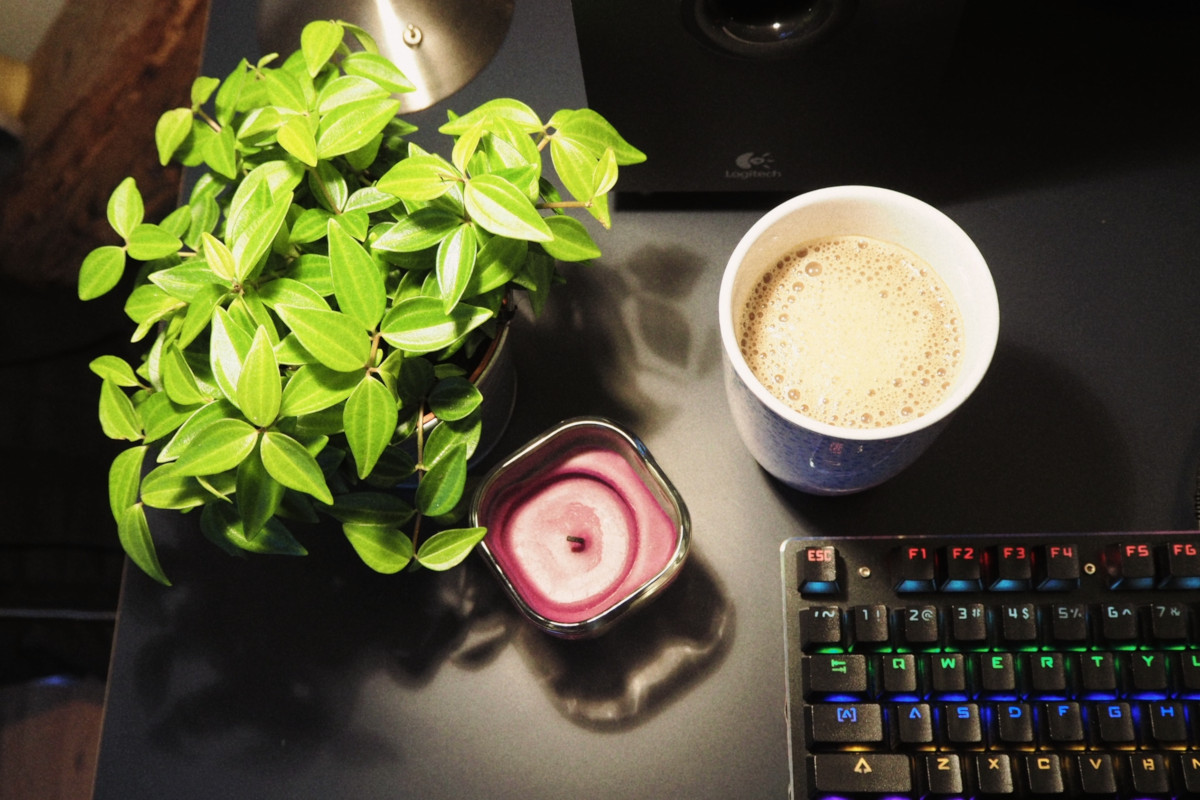 Logitech
ESC F1 F2 F3 F4 F5 F6
`~ 1! 2@ 3# 4$ 5% 6^ 7&
Q W E R T Y
[A] A S D F G H
Z X C V B N